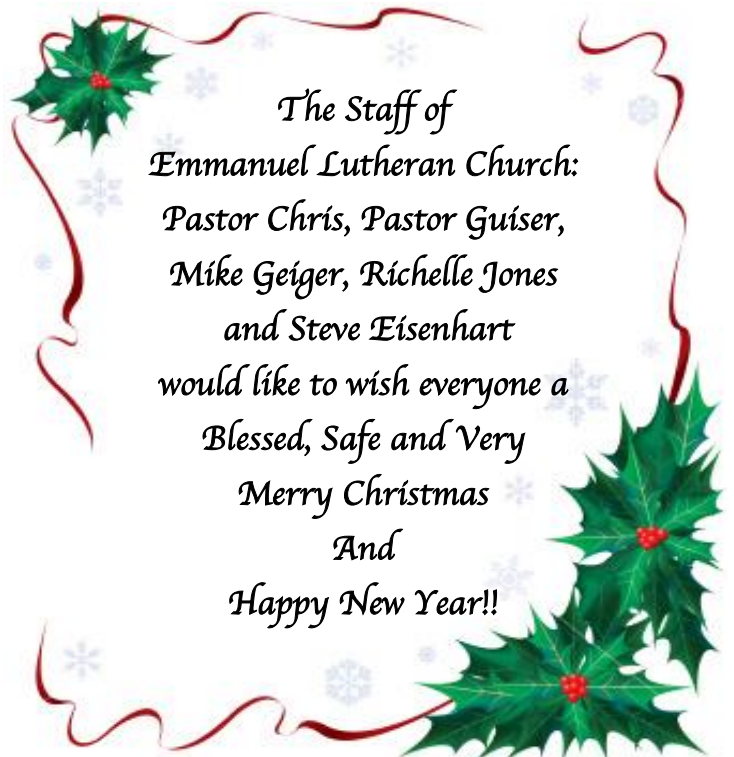 The Staff of
Emmanuel Lutheran Church:
Pastor Chris, Pastor Guiser,
Mike Geiger, Richelle Jones
and Steve Eisenhart
would like to wish everyone a
Blessed, Safe and Very
Merry Christmas
And
Happy New Year!!